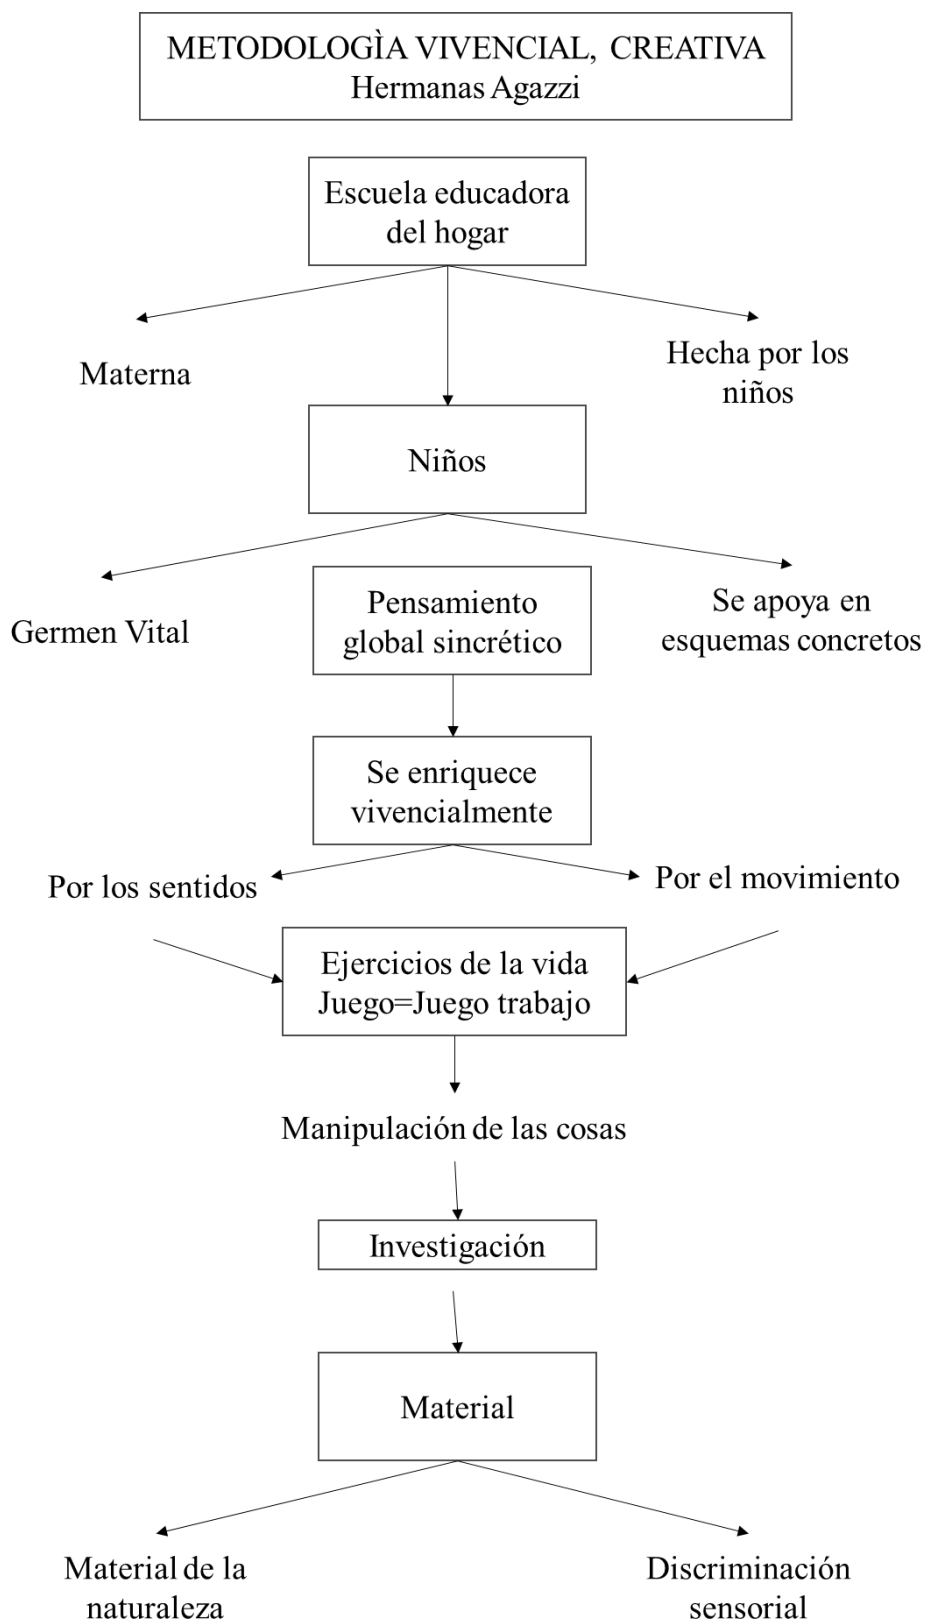 METODOLOGÌA VIVENCIAL, CREATIVA
Hermanas Agazzi
Escuela educadora
del hogar
Materna
Hecha por los
niños
Niños
Germen Vital
Pensamiento
global sincrético
Se apoya en
esquemas concretos
Se enriquece
vivencialmente
Por los sentidos
Por el movimiento
Ejercicios de la vida
Juego=Juego trabajo
Manipulación de las cosas
Investigación
Material
Material de la
naturaleza
Discriminación
sensorial